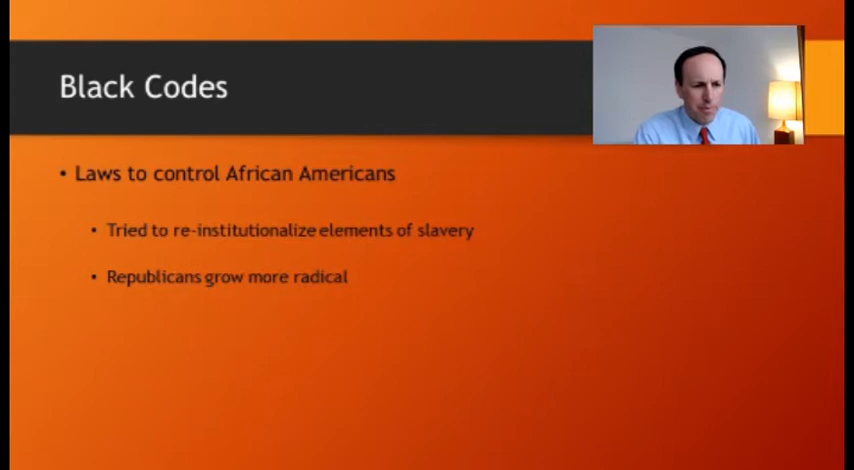 Black Codes
• Laws to control African Americans
• Tried to re-institutionalize elements of slavery
• Republicans grow more radical